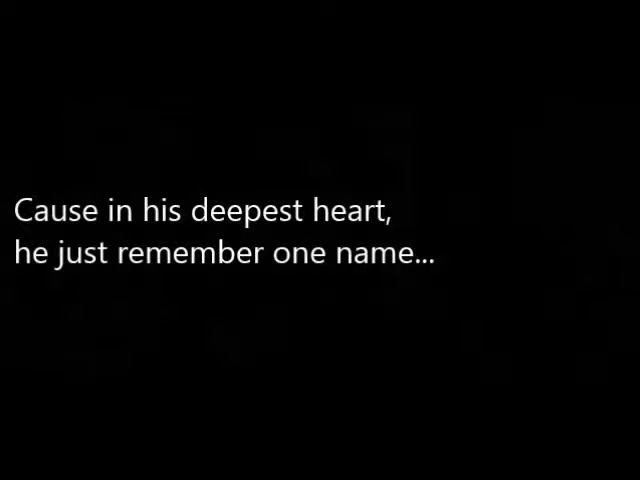 Cause in his deepest heart,
he just remember one name...